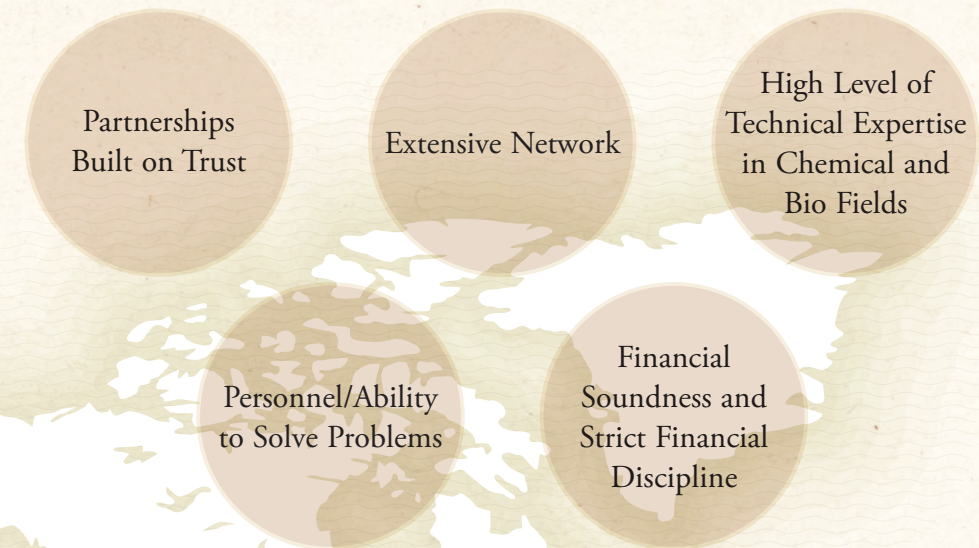 Partnerships
Built on Trust
Extensive Network
High Level of
Technical Expertise
in Chemical and
Bio Fields
Personnel/Ability
to Solve Problems
Financial
Soundness and
Strict Financial
Discipline